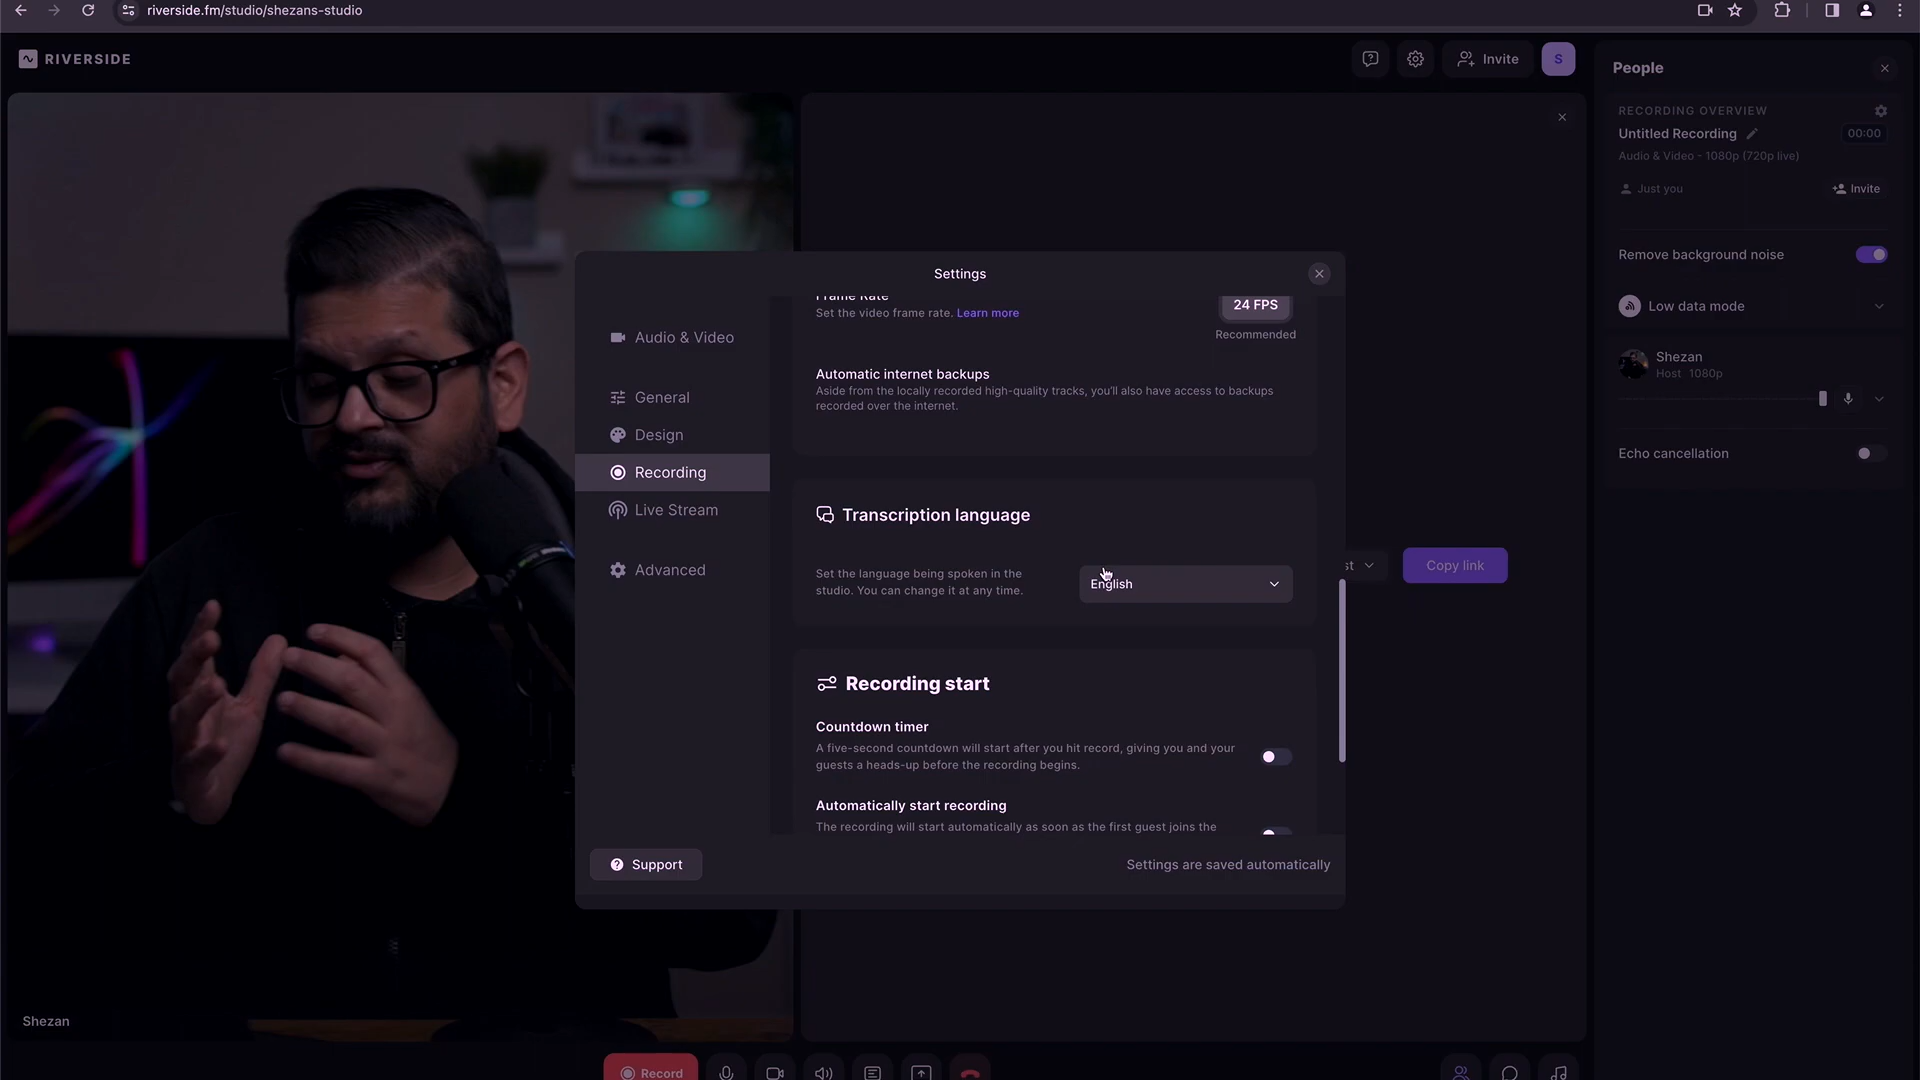 riverside.fm/studio/shezans-studio
RIVERSIDE
Invite
S
People
RECORDING OVERVIEW
Untitled Recording
00:00
Audio & Video - 1080p (720p live)
Just you
Invite
Remove background noise
Low data mode
Shezan
Host 1080p
Echo cancellation
Settings
Audio & Video
General
Design
Recording
Live Stream
Advanced
Frame Rate
Set the video frame rate. Learn more
24 FPS
Recommended
Automatic internet backups
Aside from the locally recorded high-quality tracks, you'll also have access to backups
recorded over the internet.
Transcription language
Set the language being spoken in the
studio. You can change it at any time.
English
st
Copy link
Recording start
Countdown timer
A five-second countdown will start after you hit record, giving you and your
guests a heads-up before the recording begins.
Automatically start recording
The recording will start automatically as soon as the first guest joins the
Support
Settings are saved automatically
Shezan
Record